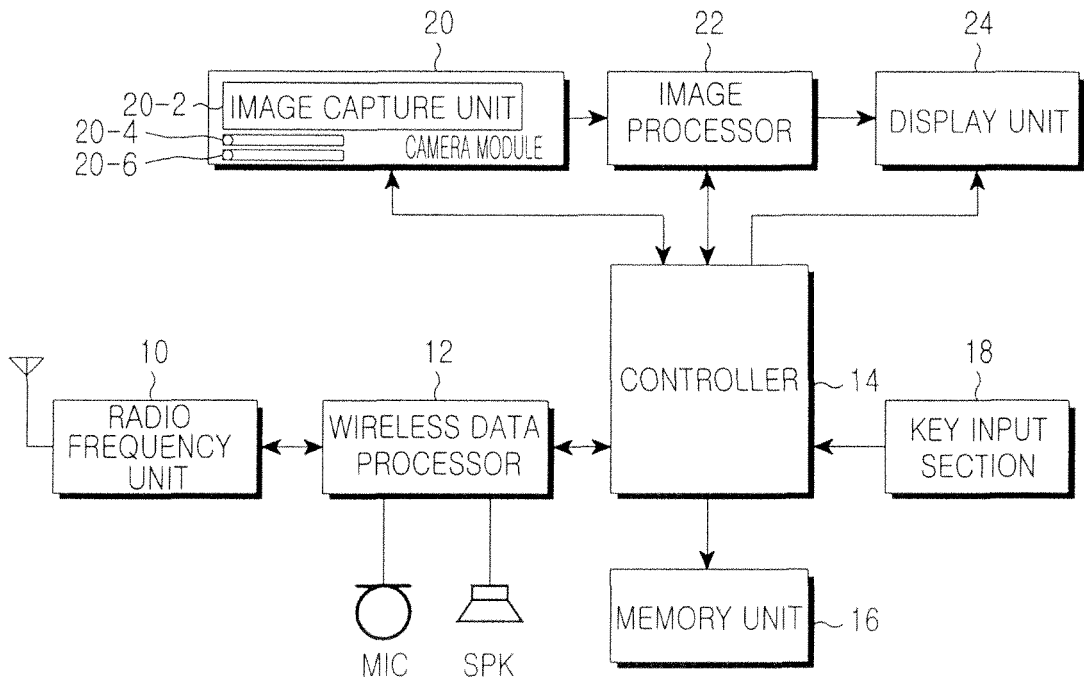 20
22
24
20-2
IMAGE CAPTURE UNIT
20-4
20-6
CAMERA MODULE
IMAGE
PROCESSOR
DISPLAY UNIT
10
12
CONTROLLER
14
18
RADIO
FREQUENCY
UNIT
WIRELESS DATA
PROCESSOR
KEY INPUT
SECTION
MIC
SPK
MEMORY UNIT
16